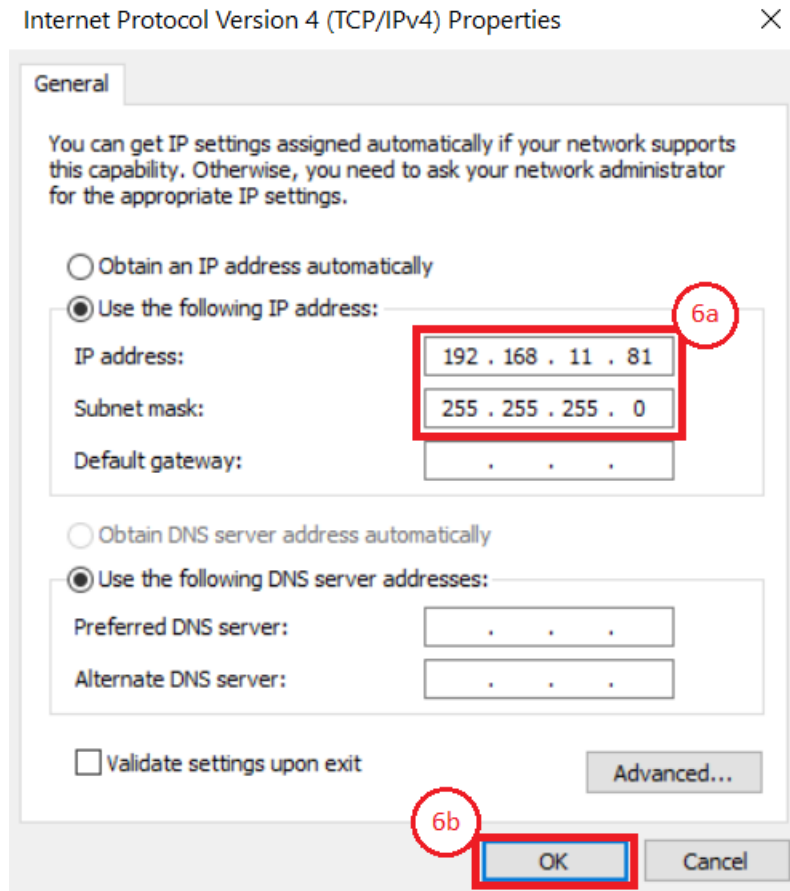 Internet Protocol Version 4 (TCP/IPv4) Properties
General
You can get IP settings assigned automatically if your network supports
this capability. Otherwise, you need to ask your network administrator
for the appropriate IP settings.
Obtain an IP address automatically
Use the following IP address:
6a
IP address: 192 . 168 . 11 . 81
Subnet mask: 255 . 255 . 255 . 0
Default gateway: . . .
Obtain DNS server address automatically
Use the following DNS server addresses:
Preferred DNS server: . . .
Alternate DNS server: . . .
Validate settings upon exit
Advanced...
6b
OK Cancel